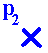 p₂
×